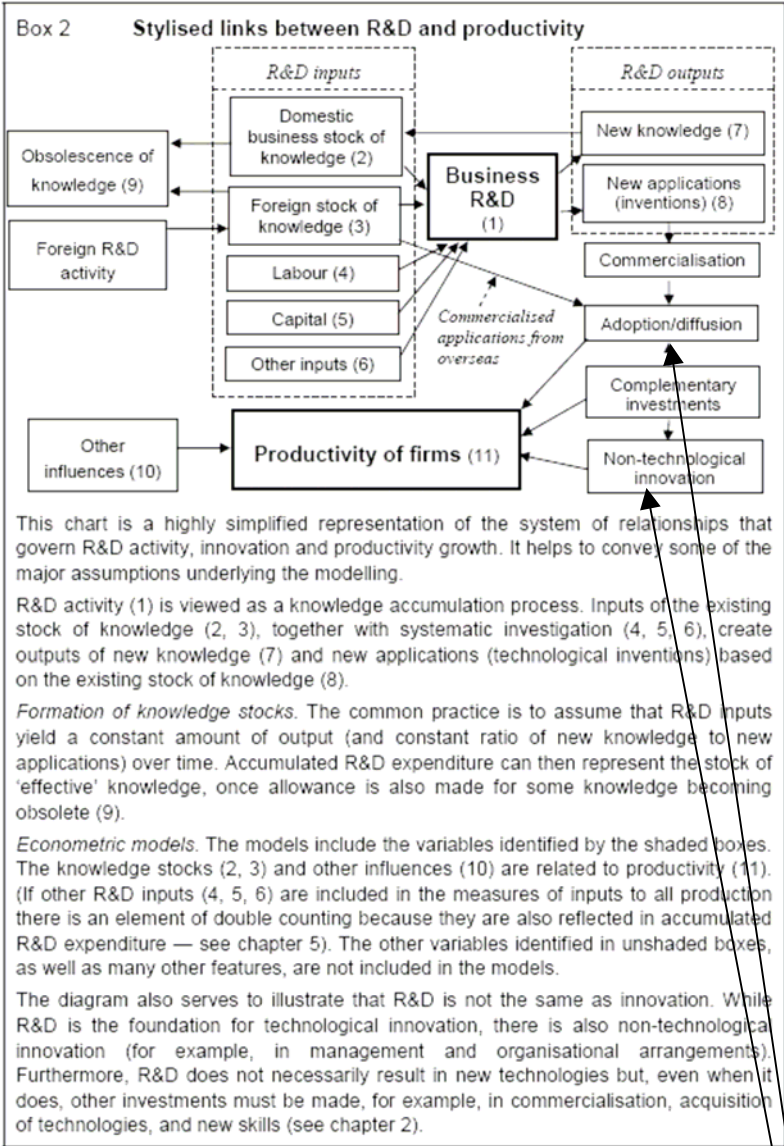 Box 2 Stylised links between R&D and productivity
R&D inputs
R&D outputs
Domestic
business stock of
knowledge (2)
New knowledge (7)
Obsolescence of
knowledge (9)
Business
R&D
(1)
New applications
(inventions) (8)
Foreign stock of
knowledge (3)
Foreign R&D
activity
Commercialisation
Labour (4)
Capital (5)
Commercialised
applications from
overseas
Adoption/diffusion
Other inputs (6)
Complementary
investments
Other
influences (10)
Productivity of firms (11)
Non-technological
innovation
This chart is a highly simplified representation of the system of relationships that
govern R&D activity, innovation and productivity growth. It helps to convey some of the
major assumptions underlying the modelling.
R&D activity (1) is viewed as a knowledge accumulation process. Inputs of the existing
stock of knowledge (2, 3), together with systematic investigation (4, 5, 6), create
outputs of new knowledge (7) and new applications (technological inventions) based
on the existing stock of knowledge (8).
Formation of knowledge stocks. The common practice is to assume that R&D inputs
yield a constant amount of output (and constant ratio of new knowledge to new
applications) over time. Accumulated R&D expenditure can then represent the stock of
‘effective’ knowledge, once allowance is also made for some knowledge becoming
obsolete (9).
Econometric models. The models include the variables identified by the shaded boxes.
The knowledge stocks (2, 3) and other influences (10) are related to productivity (11).
(If other R&D inputs (4, 5, 6) are included in the measures of inputs to all production
there is an element of double counting because they are also reflected in accumulated
R&D expenditure — see chapter 5). The other variables identified in unshaded boxes,
as well as many other features, are not included in the models.
The diagram also serves to illustrate that R&D is not the same as innovation. While
R&D is the foundation for technological innovation, there is also non-technological
innovation (for example, in management and organisational arrangements).
Furthermore, R&D does not necessarily result in new technologies but, even when it
does, other investments must be made, for example, in commercialisation, acquisition
of technologies, and new skills (see chapter 2).